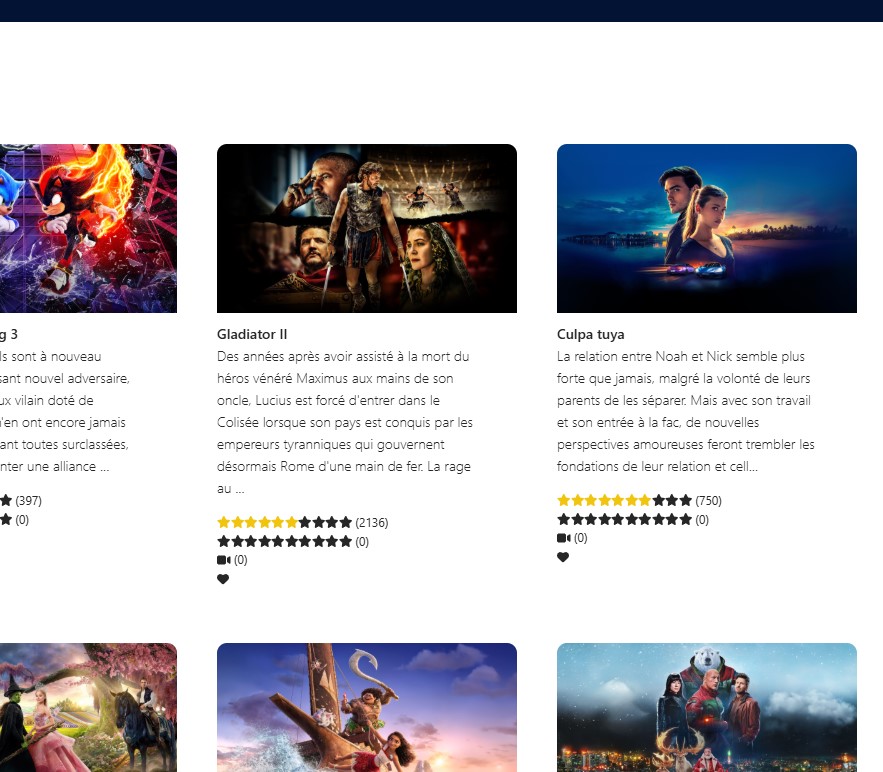 g 3
ls sont à nouveau
sant nouvel adversaire,
ux vilain doté de
'en ont encore jamais
ant toutes surclassées,
nter une alliance ...
(397)
(0)
Gladiator II
Des années après avoir assisté à la mort du
héros vénéré Maximus aux mains de son
oncle, Lucius est forcé d'entrer dans le
Colisée lorsque son pays est conquis par les
empereurs tyranniques qui gouvernent
désormais Rome d'une main de fer. La rage
au ...
(2136)
(0)
(0)
Culpa tuya
La relation entre Noah et Nick semble plus
forte que jamais, malgré la volonté de leurs
parents de les séparer. Mais avec son travail
et son entrée à la fac, de nouvelles
perspectives amoureuses feront trembler les
fondations de leur relation et cell...
(750)
(0)
(0)